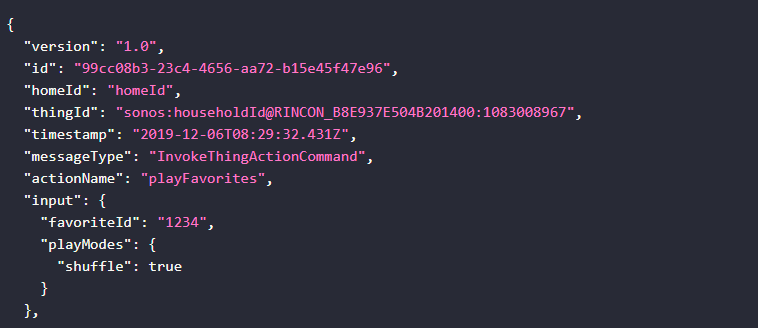 {
  "version": "1.0",
  "id": "99cc08b3-23c4-4656-aa72-b15e45f47e96",
  "homeId": "homeId",
  "thingId": "sonos:householdId@RINCON_B8E937E504B201400:1083008967",
  "timestamp": "2019-12-06T08:29:32.431Z",
  "messageType": "InvokeThingActionCommand",
  "actionName": "playFavorites",
  "input": {
    "favoriteId": "1234",
    "playModes": {
      "shuffle": true
    }
  },